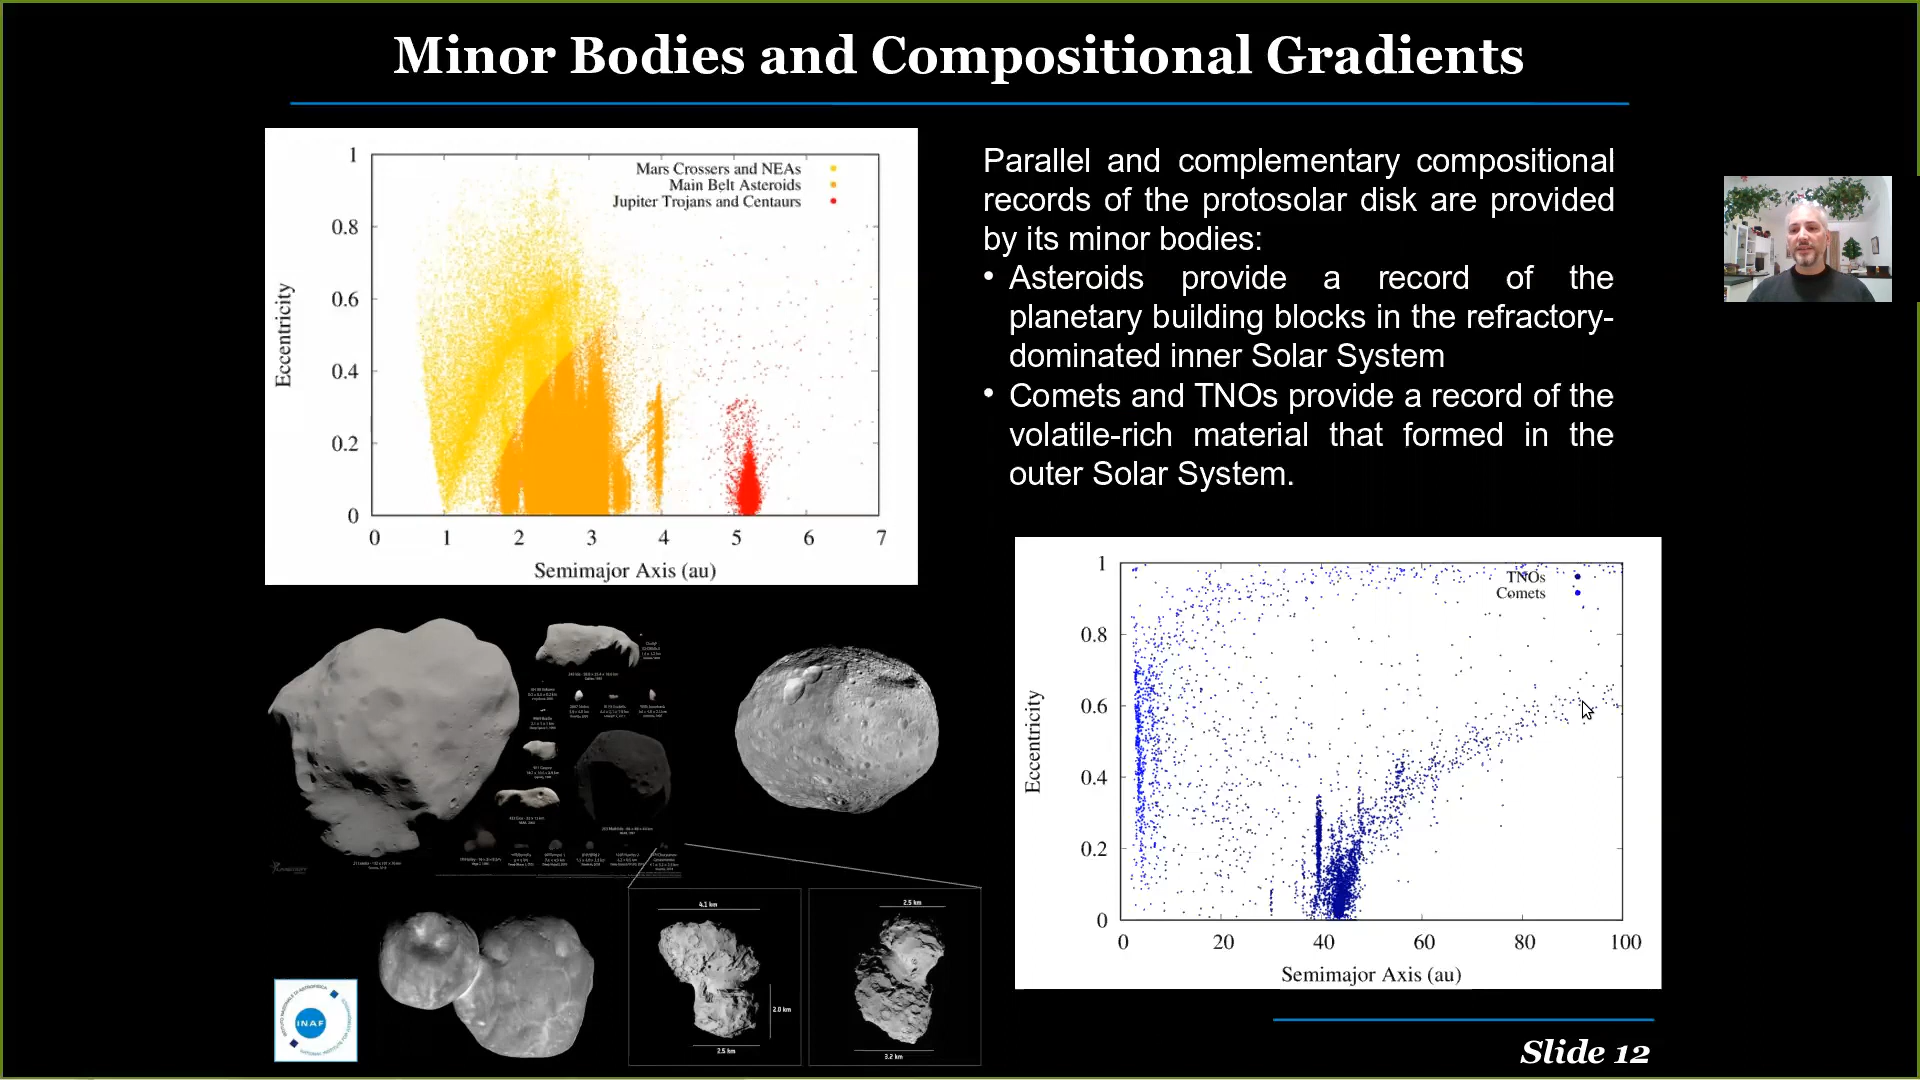 Minor Bodies and Compositional Gradients
1
0.8
0.6
0.4
0.2
0
Eccentricity
Mars Crossers and NEAs
Main Belt Asteroids
Jupiter Trojans and Centaurs
0 1 2 3 4 5 6 7
Semimajor Axis (au)
Parallel and complementary compositional
records of the protosolar disk are provided
by its minor bodies:
• Asteroids provide a record of the
planetary building blocks in the refractory-
dominated inner Solar System
• Comets and TNOs provide a record of the
volatile-rich material that formed in the
outer Solar System.
1
0.8
0.6
0.4
0.2
0
Eccentricity
TNOs
Comets
0 20 40 60 80 100
Semimajor Axis (au)
4.1 km
2.0 km
2.5 km
2.5 km
3.2 km
INAF
Slide 12